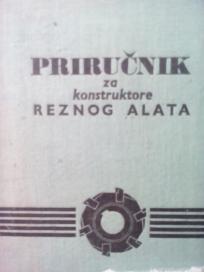 PRIRUČNIK
za
konstruktore
REZNOG ALATA